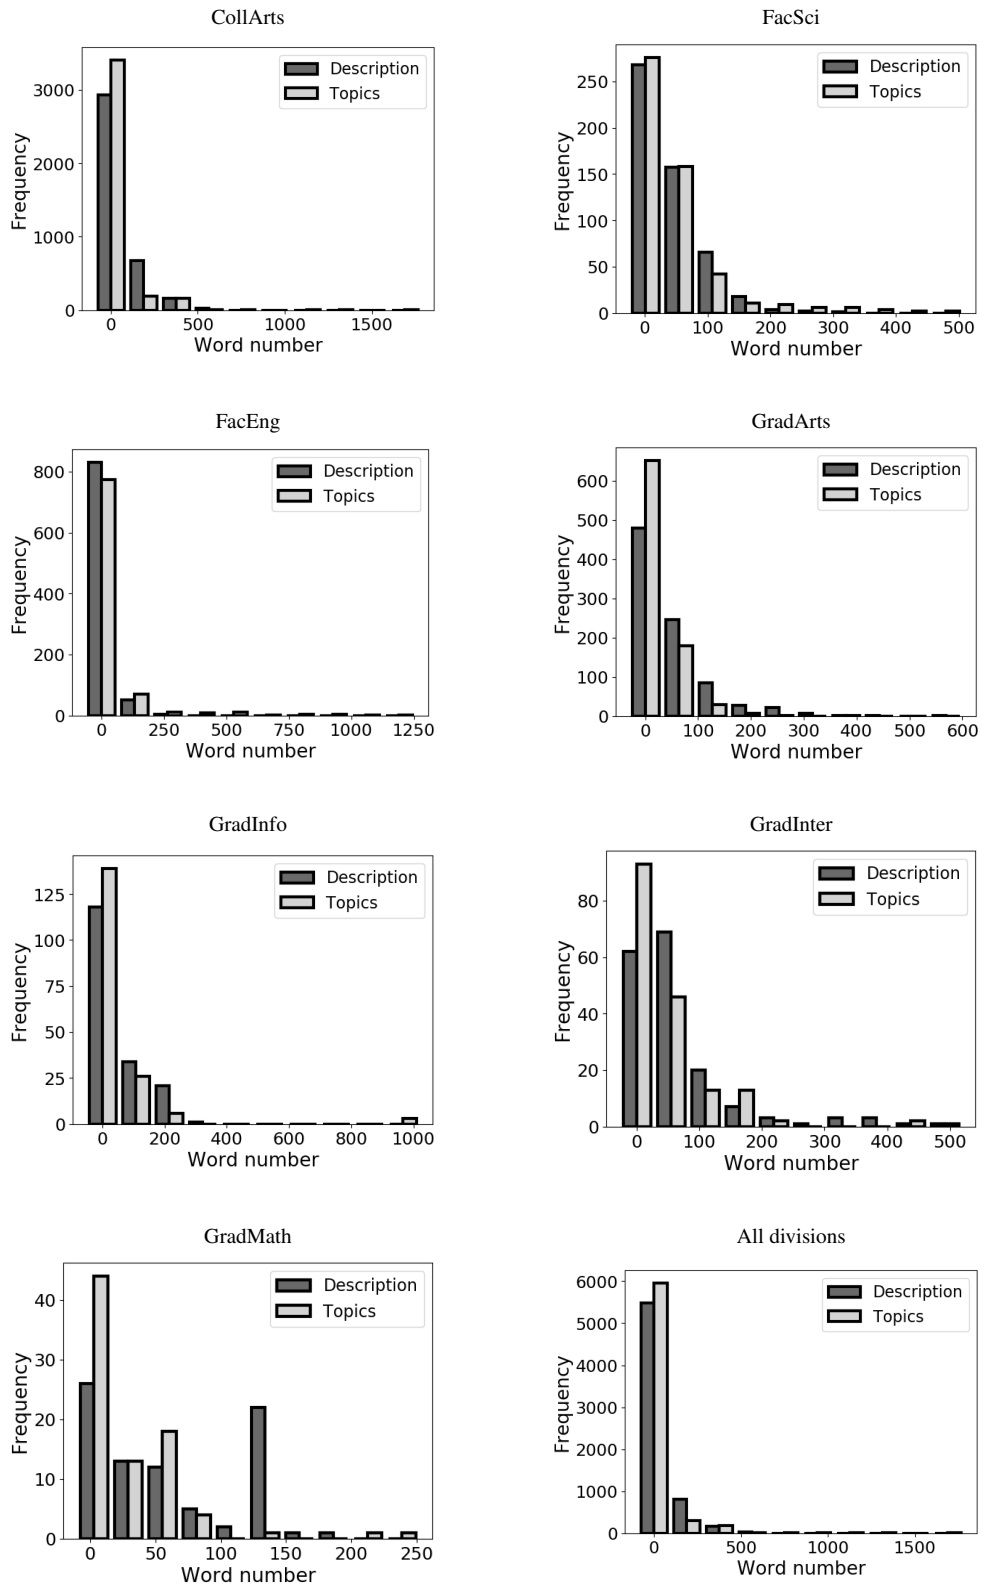 CollArts
Description
Topics
3000
2000
1000
0
Frequency
0 500 1000 1500
Word number
FacSci
Description
Topics
250
200
150
100
50
0
Frequency
0 100 200 300 400 500
Word number
FacEng
Description
Topics
800
600
400
200
0
Frequency
0 250 500 750 1000 1250
Word number
GradArts
Description
Topics
600
500
400
300
200
100
0
Frequency
0 100 200 300 400 500 600
Word number
GradInfo
Description
Topics
125
100
75
50
25
0
Frequency
0 200 400 600 800 1000
Word number
GradInter
Description
Topics
80
60
40
20
0
Frequency
0 100 200 300 400 500
Word number
GradMath
Description
Topics
40
30
20
10
0
Frequency
0 50 100 150 200 250
Word number
All divisions
Description
Topics
6000
5000
4000
3000
2000
1000
0
Frequency
0 500 1000 1500
Word number